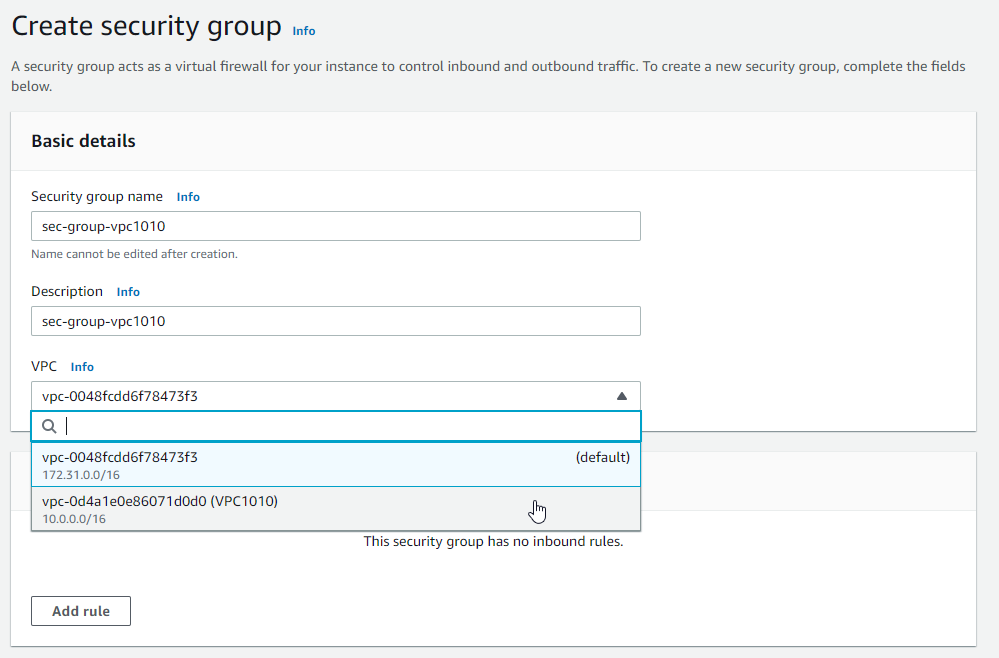 Create security group Info
A security group acts as a virtual firewall for your instance to control inbound and outbound traffic. To create a new security group, complete the fields
below.
Basic details
Security group name Info
sec-group-vpc1010
Name cannot be edited after creation.
Description Info
sec-group-vpc1010
VPC Info
vpc-0048fcdd6f78473f3
vpc-0048fcdd6f78473f3 (default)
172.31.0.0/16
vpc-0d4a1e0e86071d0d0 (VPC1010)
10.0.0.0/16
This security group has no inbound rules.
Add rule